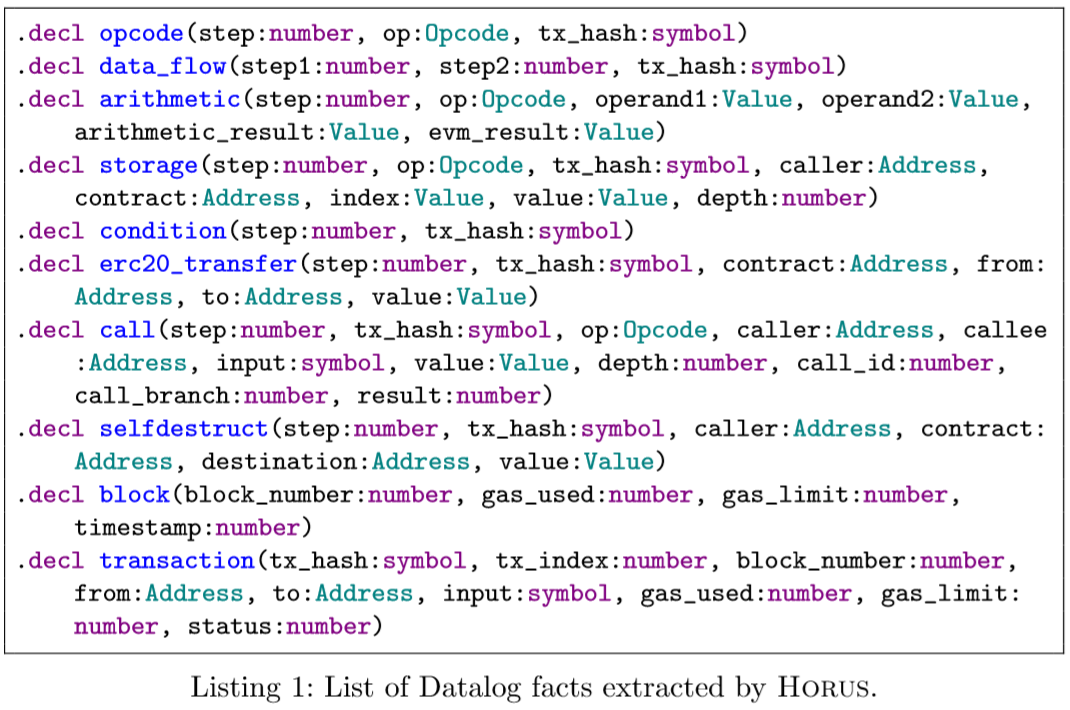 .decl opcode(step:number, op:Opcode, tx_hash:symbol)
.decl data_flow(step1:number, step2:number, tx_hash:symbol)
.decl arithmetic(step:number, op:Opcode, operand1:Value, operand2:Value,
arithmetic_result:Value, evm_result:Value)
.decl storage(step:number, op:Opcode, tx_hash:symbol, caller:Address,
contract:Address, index:Value, value:Value, depth:number)
.decl condition(step:number, tx_hash:symbol)
.decl erc20_transfer(step:number, tx_hash:symbol, contract:Address, from:
Address, to:Address, value:Value)
.decl call(step:number, tx_hash:symbol, op:Opcode, caller:Address, callee
:Address, input:symbol, value:Value, depth:number, call_id:number,
call_branch:number, result:number)
.decl selfdestruct(step:number, tx_hash:symbol, caller:Address, contract:
Address, destination:Address, value:Value)
.decl block(block_number:number, gas_used:number, gas_limit:number,
timestamp:number)
.decl transaction(tx_hash:symbol, tx_index:number, block_number:number,
from:Address, to:Address, input:symbol, gas_used:number, gas_limit:
number, status:number)
Listing 1: List of Datalog facts extracted by HORUS.